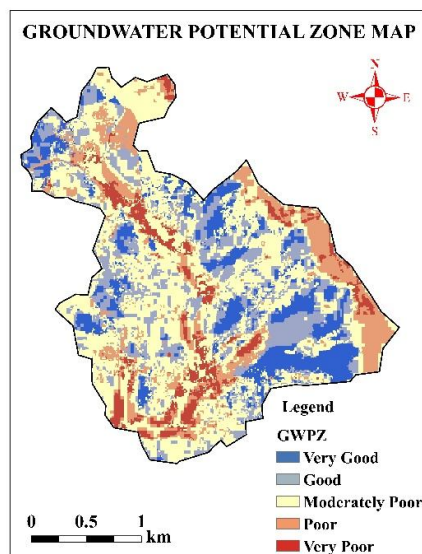 GROUNDWATER POTENTIAL ZONE MAP
N
W E
S
Legend
GWPZ
Very Good
Good
Moderately Poor
Poor
Very Poor
0 0.5 1
km